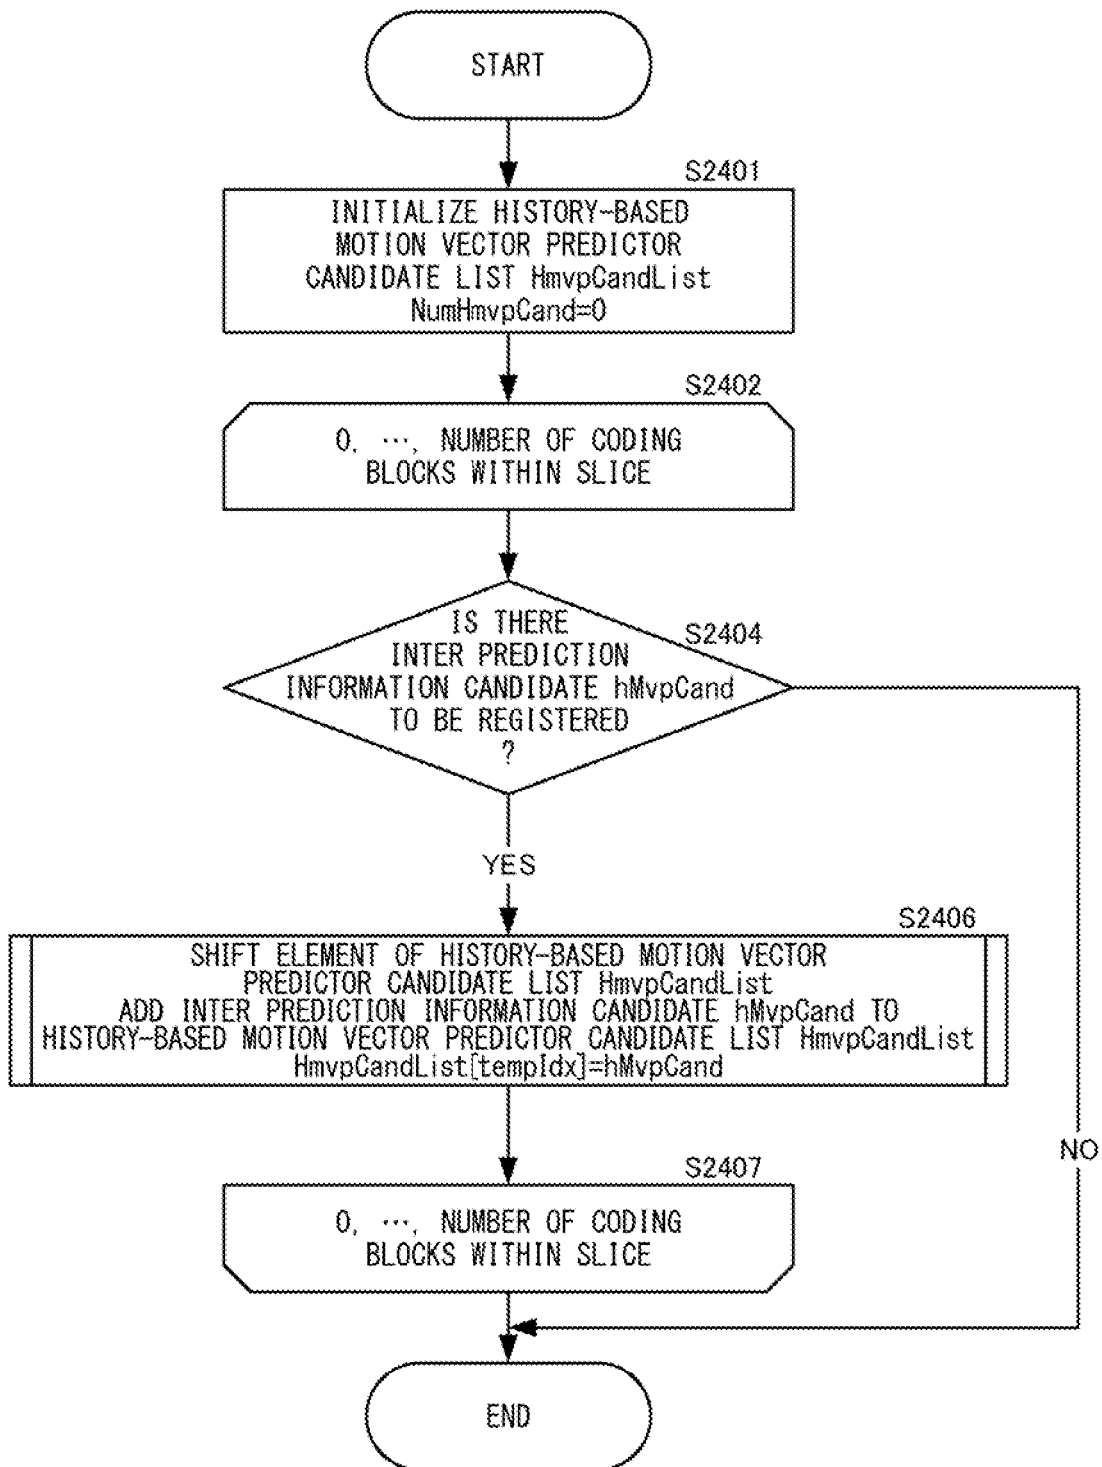 START
S2401
INITIALIZE HISTORY-BASED
MOTION VECTOR PREDICTOR
CANDIDATE LIST HmvpCandList
NumHmvpCand=0
S2402
0, ···, NUMBER OF CODING
BLOCKS WITHIN SLICE
S2404
IS THERE
INTER PREDICTION
INFORMATION CANDIDATE hMvpCand
TO BE REGISTERED
?
YES
S2406
SHIFT ELEMENT OF HISTORY-BASED MOTION VECTOR
PREDICTOR CANDIDATE LIST HmvpCandList
ADD INTER PREDICTION INFORMATION CANDIDATE hMvpCand TO
HISTORY-BASED MOTION VECTOR PREDICTOR CANDIDATE LIST HmvpCandList
HmvpCandList[tempIdx]=hMvpCand
NO
S2407
0, ···, NUMBER OF CODING
BLOCKS WITHIN SLICE
END